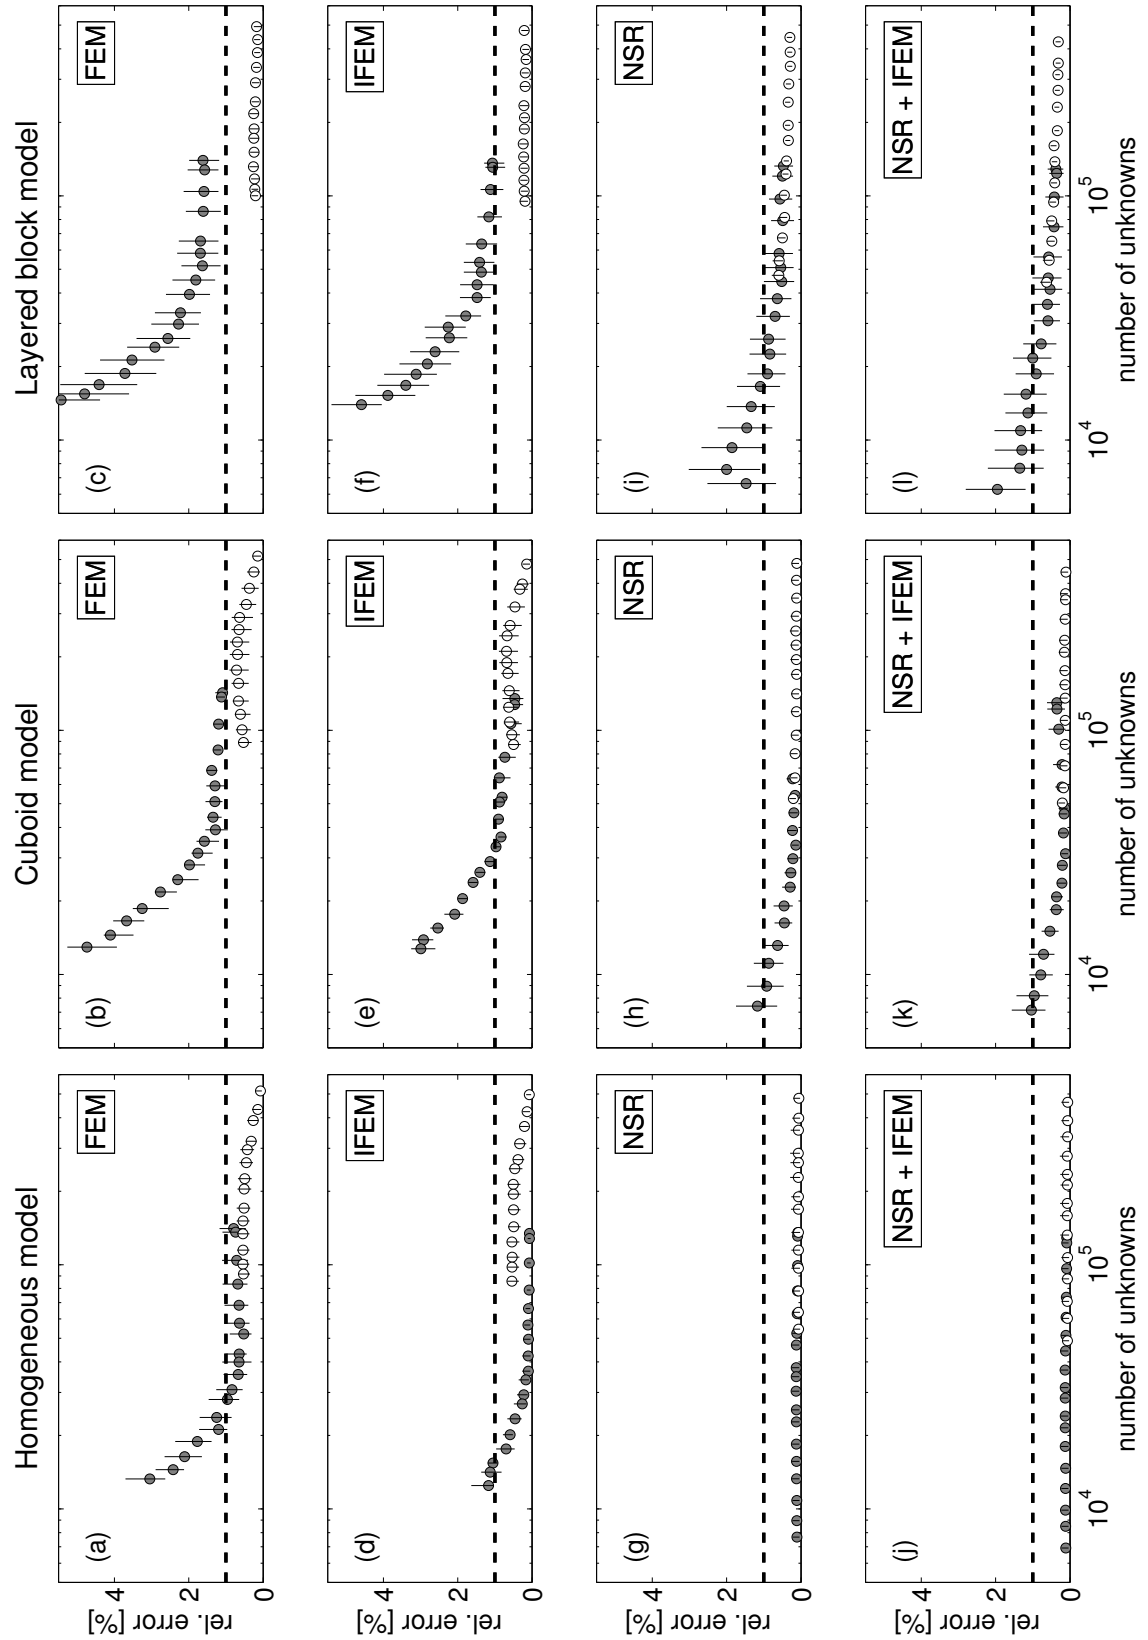 Homogeneous model
Cuboid model
Layered block model
rel. error [%]
0
2
4
(a)
FEM
(b)
FEM
(c)
FEM
rel. error [%]
0
2
4
(d)
IFEM
(e)
IFEM
(f)
IFEM
rel. error [%]
0
2
4
(g)
NSR
(h)
NSR
(i)
NSR
rel. error [%]
0
2
4
(j)
NSR + IFEM
(k)
NSR + IFEM
(l)
NSR + IFEM
10^4
10^5
10^4
10^5
10^4
10^5
number of unknowns
number of unknowns
number of unknowns